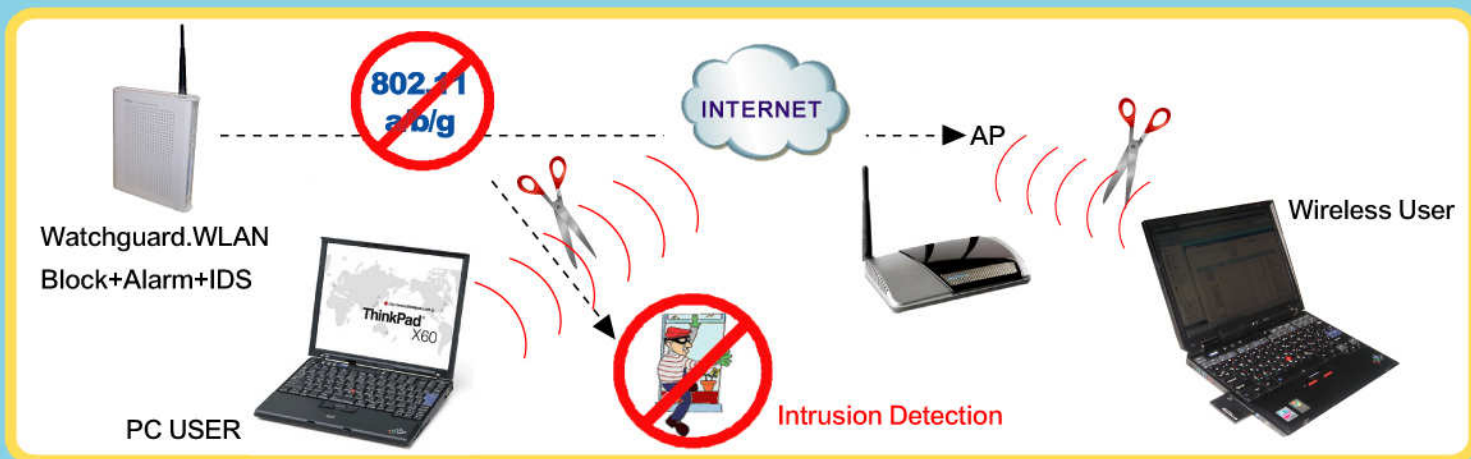 802.11
a/b/g
INTERNET
AP
Watchguard.WLAN
Block+Alarm+IDS
Wireless User
ThinkPad
X60
PC USER
Intrusion Detection